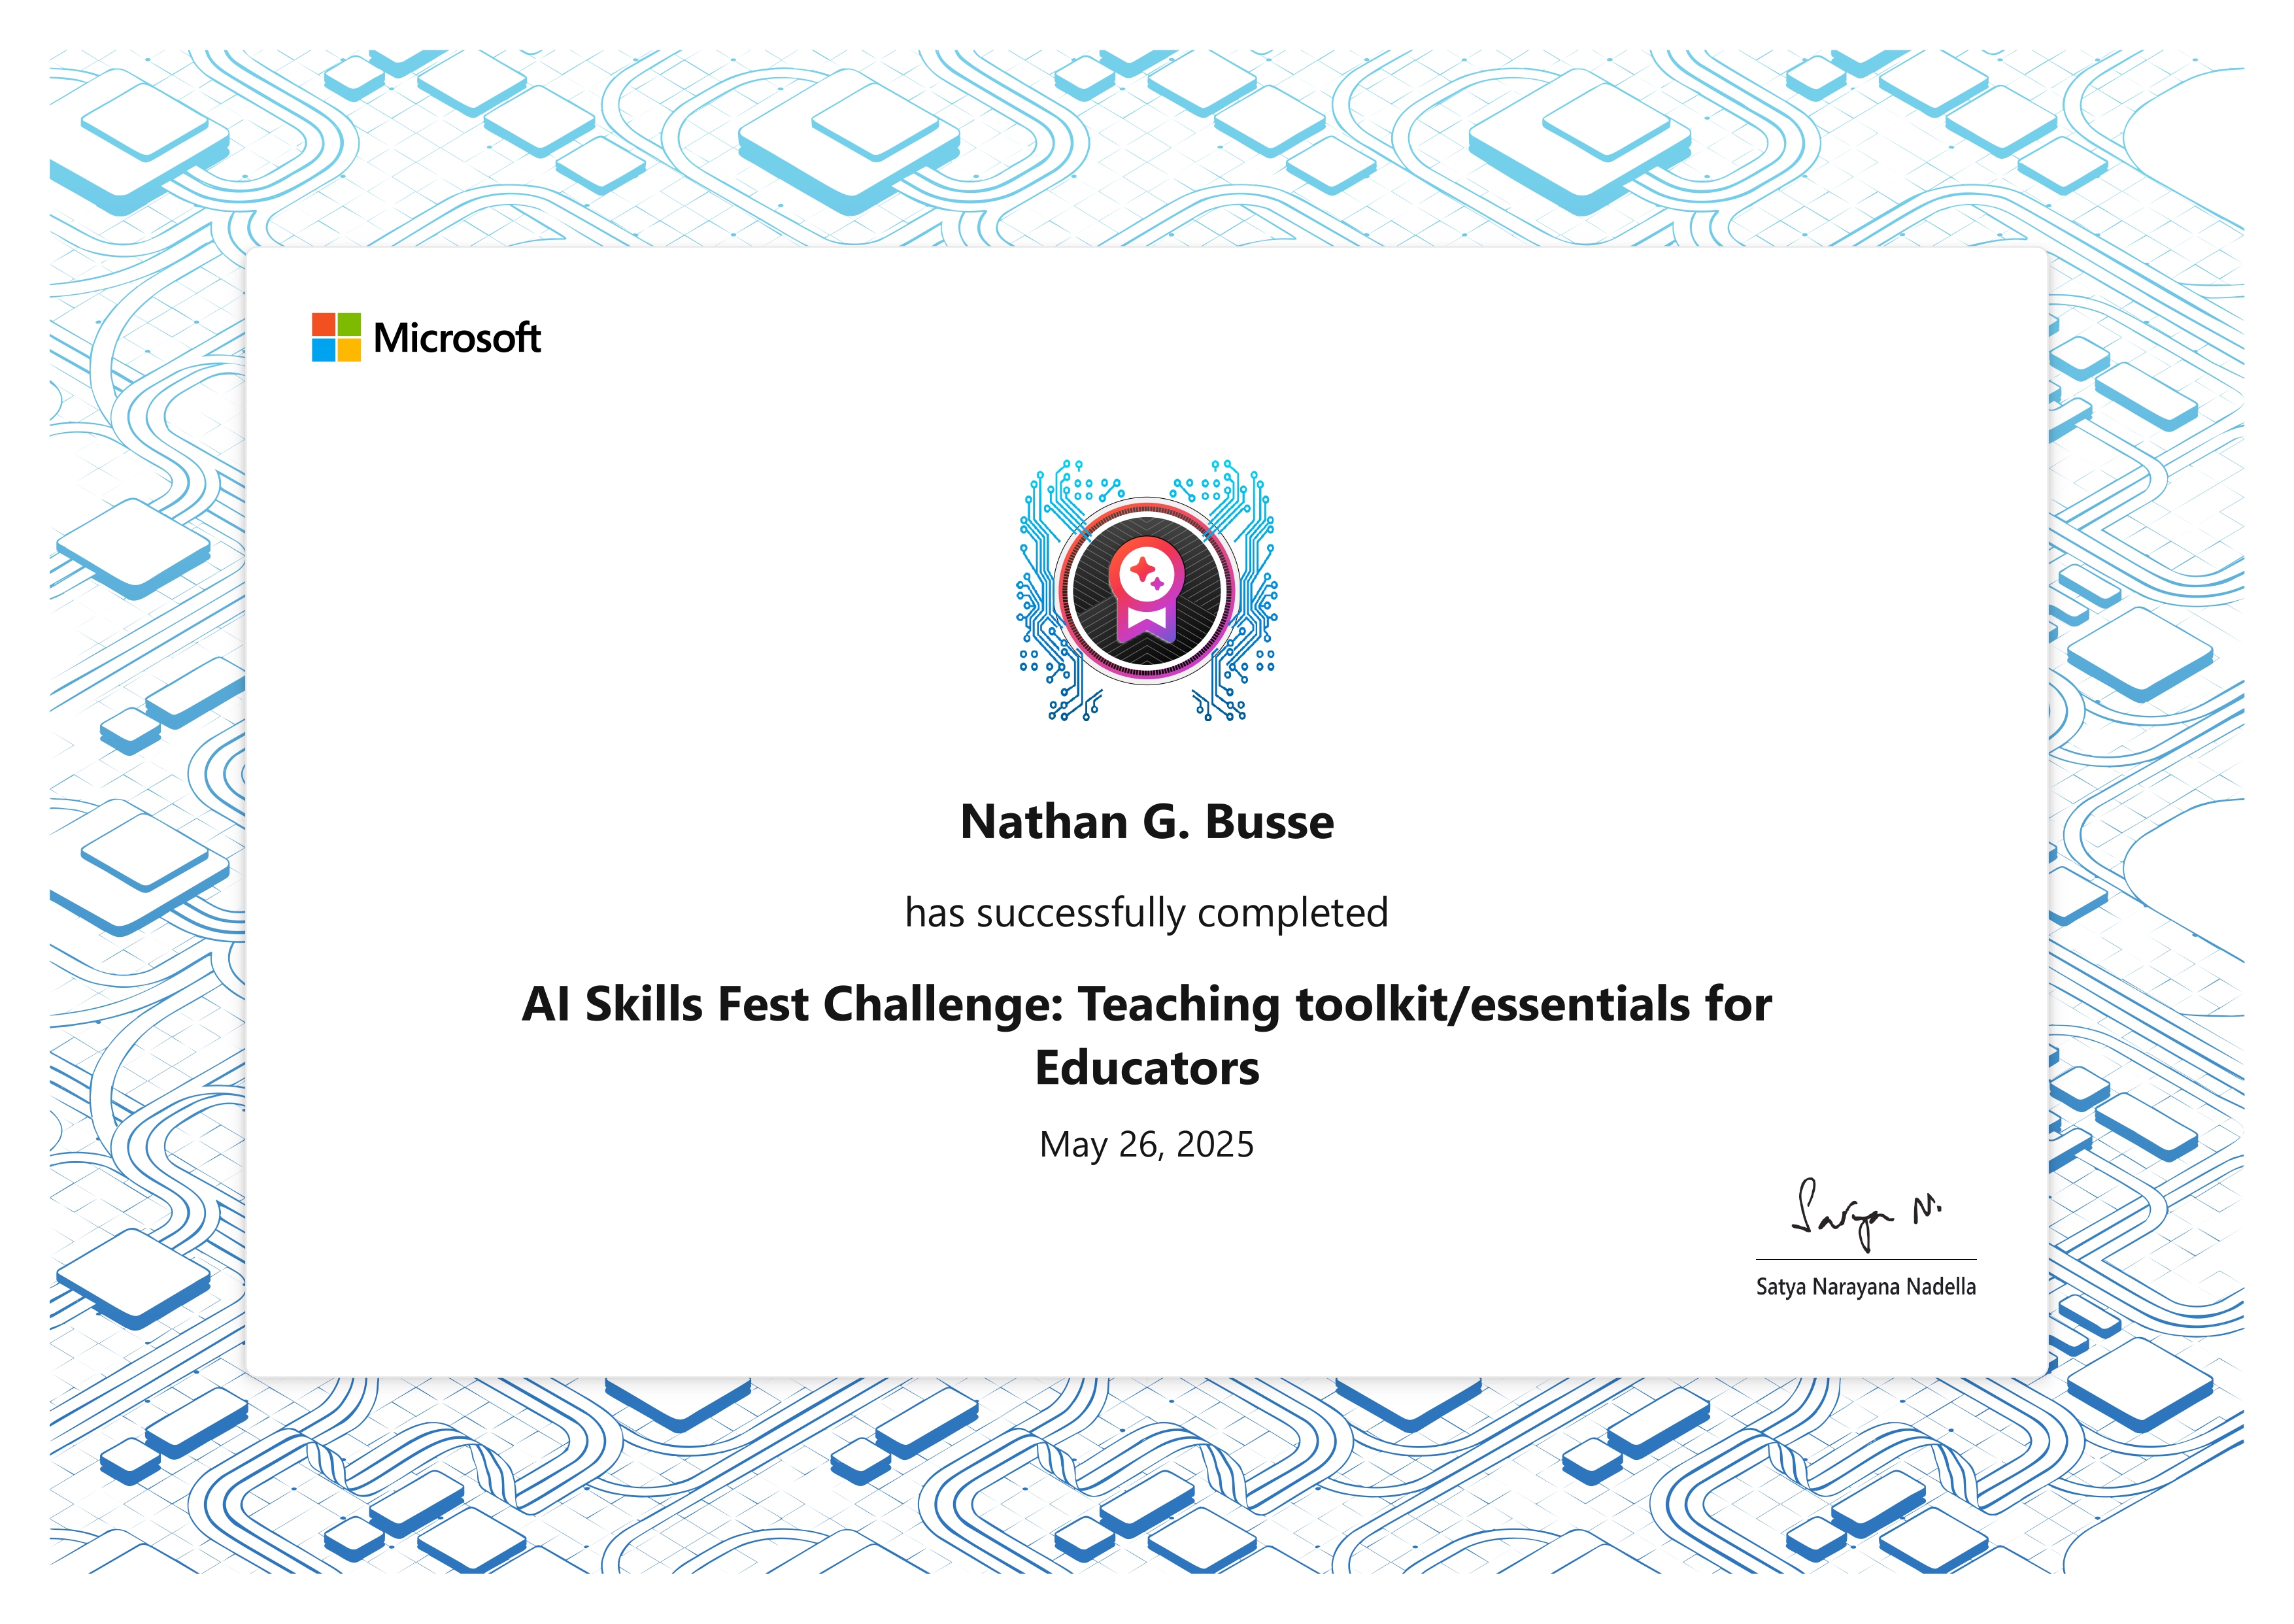 Microsoft
Nathan G. Busse
has successfully completed
AI Skills Fest Challenge: Teaching toolkit/essentials for
Educators
May 26, 2025
Satya N.
Satya Narayana Nadella